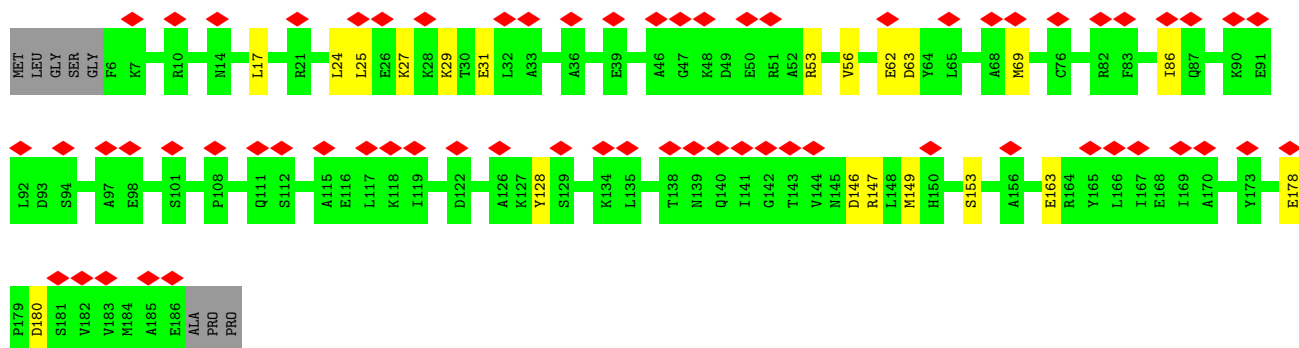 MET
LEU
GLY
SER
GLY
F6
K7
R10
N14
L17
R21
L24
L25
E26
K27
K28
K29
T30
E31
L32
A33
A36
E39
A46
G47
K48
D49
E50
R51
A52
R53
V56
E62
D63
Y64
L65
A68
M69
C76
R82
F83
I86
Q87
K90
E91
L92
D93
S94
A97
E98
S101
P108
Q111
S112
A115
E116
L117
K118
I119
D122
A126
K127
Y128
S129
K134
L135
T138
N139
Q140
I141
G142
T143
V144
N145
D146
R147
L148
M149
H150
S153
A156
E163
R164
Y165
L166
I167
E168
I169
A170
Y173
E178
P179
D180
S181
V182
V183
M184
A185
E186
ALA
PRO
PRO